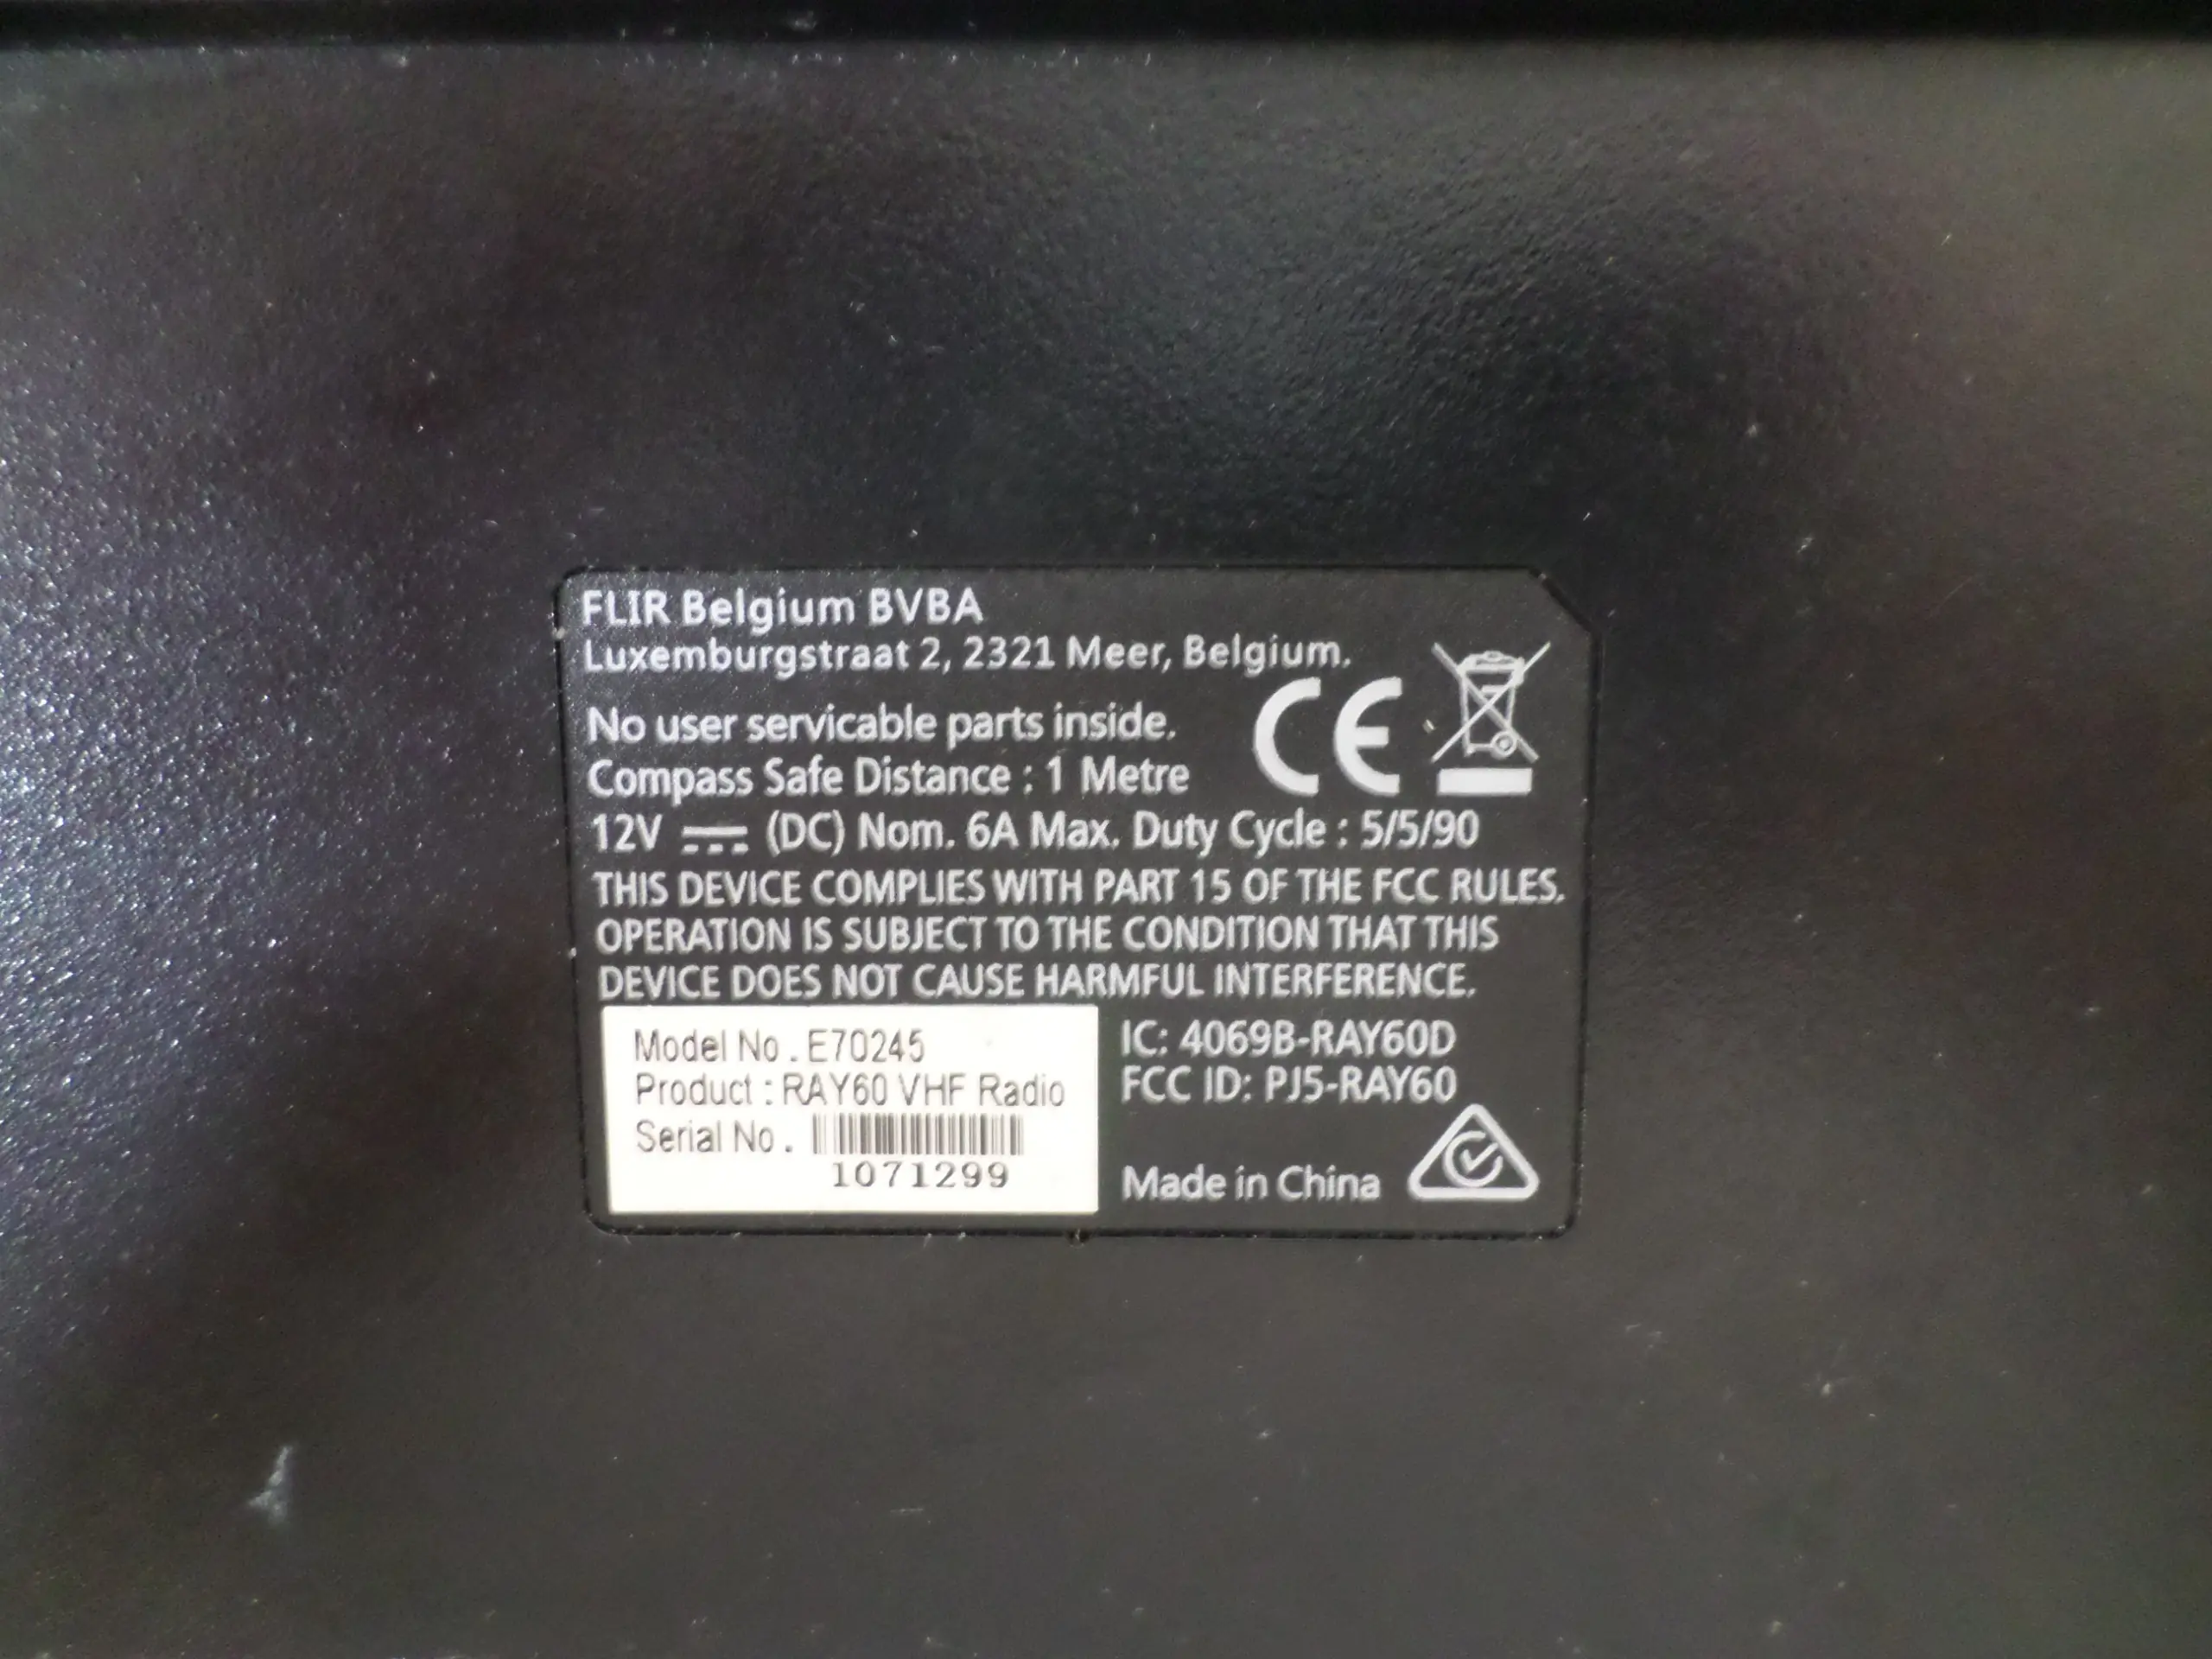 FLIR Belgium BVBA
Luxemburgstraat 2, 2321 Meer, Belgium.
No user servicable parts inside.
Compass Safe Distance : 1 Metre
CE
12V (DC) Nom. 6A Max. Duty Cycle : 5/5/90
THIS DEVICE COMPLIES WITH PART 15 OF THE FCC RULES.
OPERATION IS SUBJECT TO THE CONDITION THAT THIS
DEVICE DOES NOT CAUSE HARMFUL INTERFERENCE.
Model No. E70245
Product : RAY60 VHF Radio
Serial No.
1071299
IC: 4069B-RAY60D
FCC ID: PJ5-RAY60
Made in China